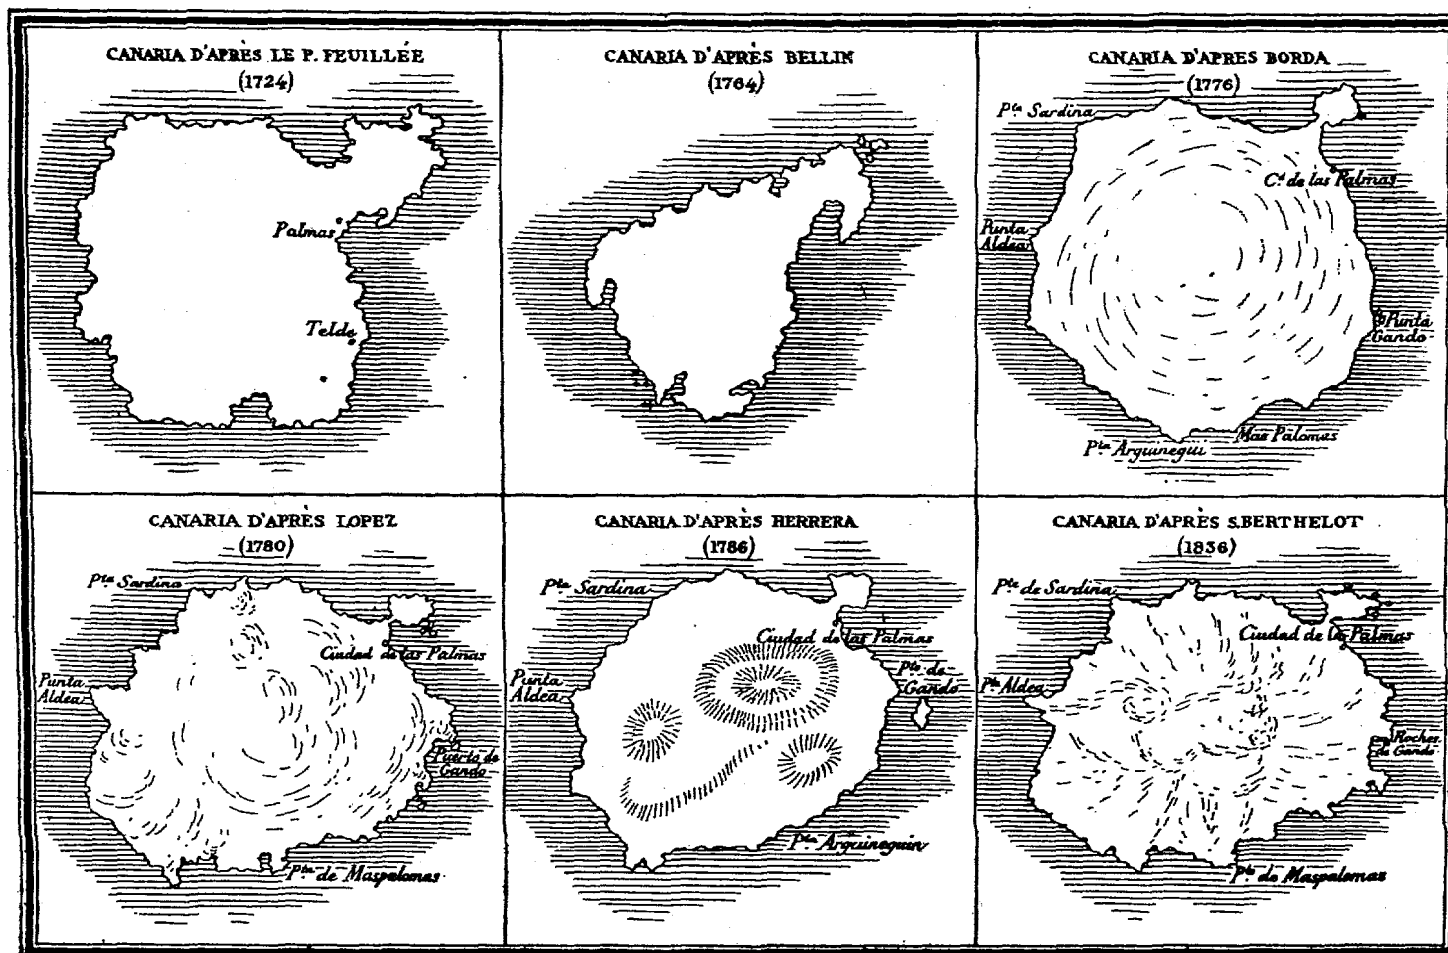 CANARIA D'APRÈS LE P. FEUILLÉE
(1724)
Palmas
Telde
CANARIA D'APRÈS BELLIN
(1764)
CANARIA D'APRES BORDA
(1776)
Pta Sardina
Cd de las Palmas
Punta
Aldea
Punta
Gando
Mas Palomas
Pta Arguinegui
CANARIA D'APRÈS LOPEZ
(1780)
Pta Sardina
Ciudad de las Palmas
Punta
Aldea
Puerto de
Gando
Pta de Maspalomas
CANARIA D'APRÈS HERRERA
(1786)
Pta Sardina
Ciudad de las Palmas
Punta
Aldea
Pto de
Gando
Pta Arguineguin
CANARIA D'APRÈS S.BERTHELOT
(1836)
Pte de Sardina
Ciudad de la Palmas
Pta Aldea
Roches
de Gando
Pte de Maspalomas